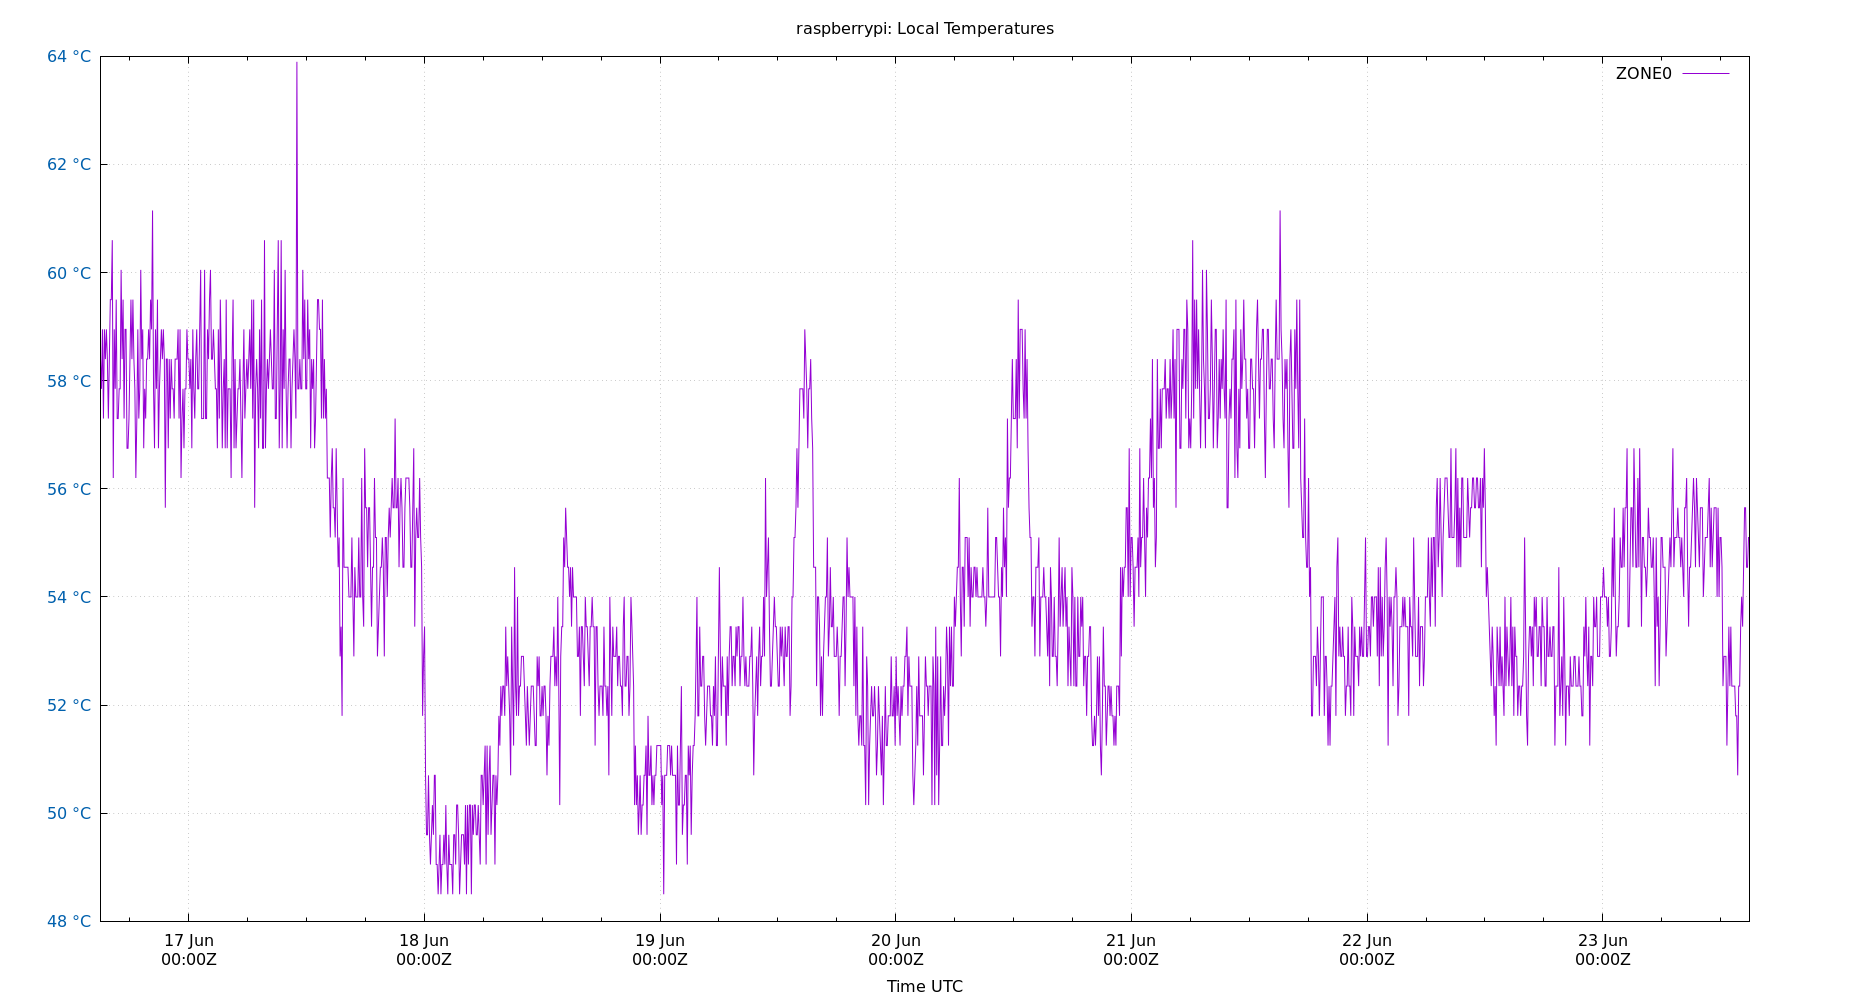 raspberrypi: Local Temperatures
ZONE0
64 °C
62 °C
60 °C
58 °C
56 °C
54 °C
52 °C
50 °C
48 °C
17 Jun 18 Jun 19 Jun 20 Jun 21 Jun 22 Jun 23 Jun
00:00Z 00:00Z 00:00Z 00:00Z 00:00Z 00:00Z 00:00Z
Time UTC